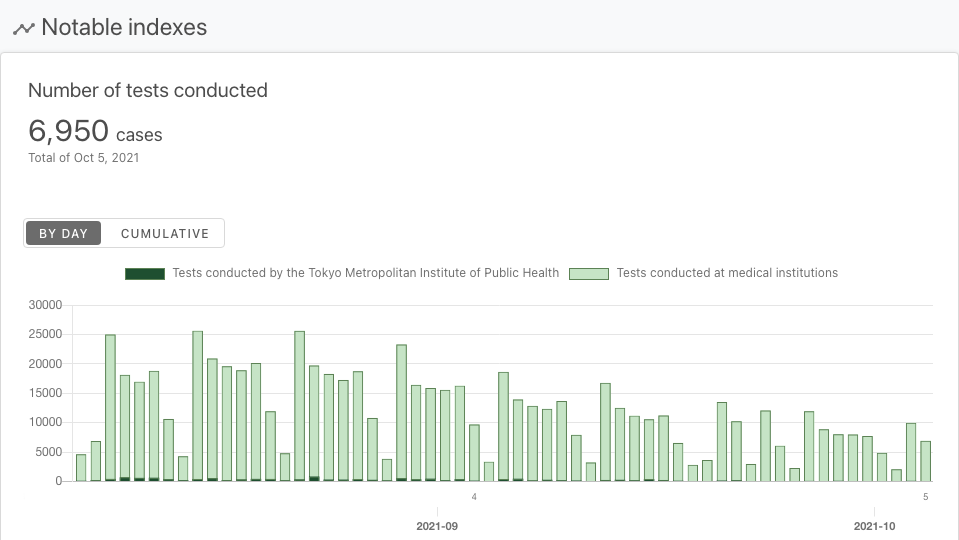 Notable indexes
Number of tests conducted
6,950 cases
Total of Oct 5, 2021
BY DAY CUMULATIVE
Tests conducted by the Tokyo Metropolitan Institute of Public Health Tests conducted at medical institutions
30000
25000
20000
15000
10000
5000
0
4 5
2021-09 2021-10